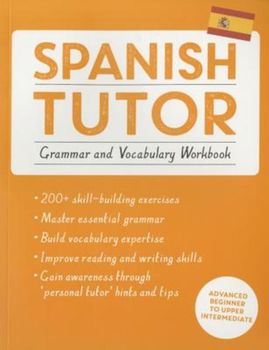 SPANISH
TUTOR
Grammar and Vocabulary Workbook
• 200+ skill-building exercises
• Master essential grammar
• Build vocabulary expertise
• Improve reading and writing skills
• Gain awareness through
'personal tutor' hints and tips
ADVANCED
BEGINNER
TO UPPER
INTERMEDIATE